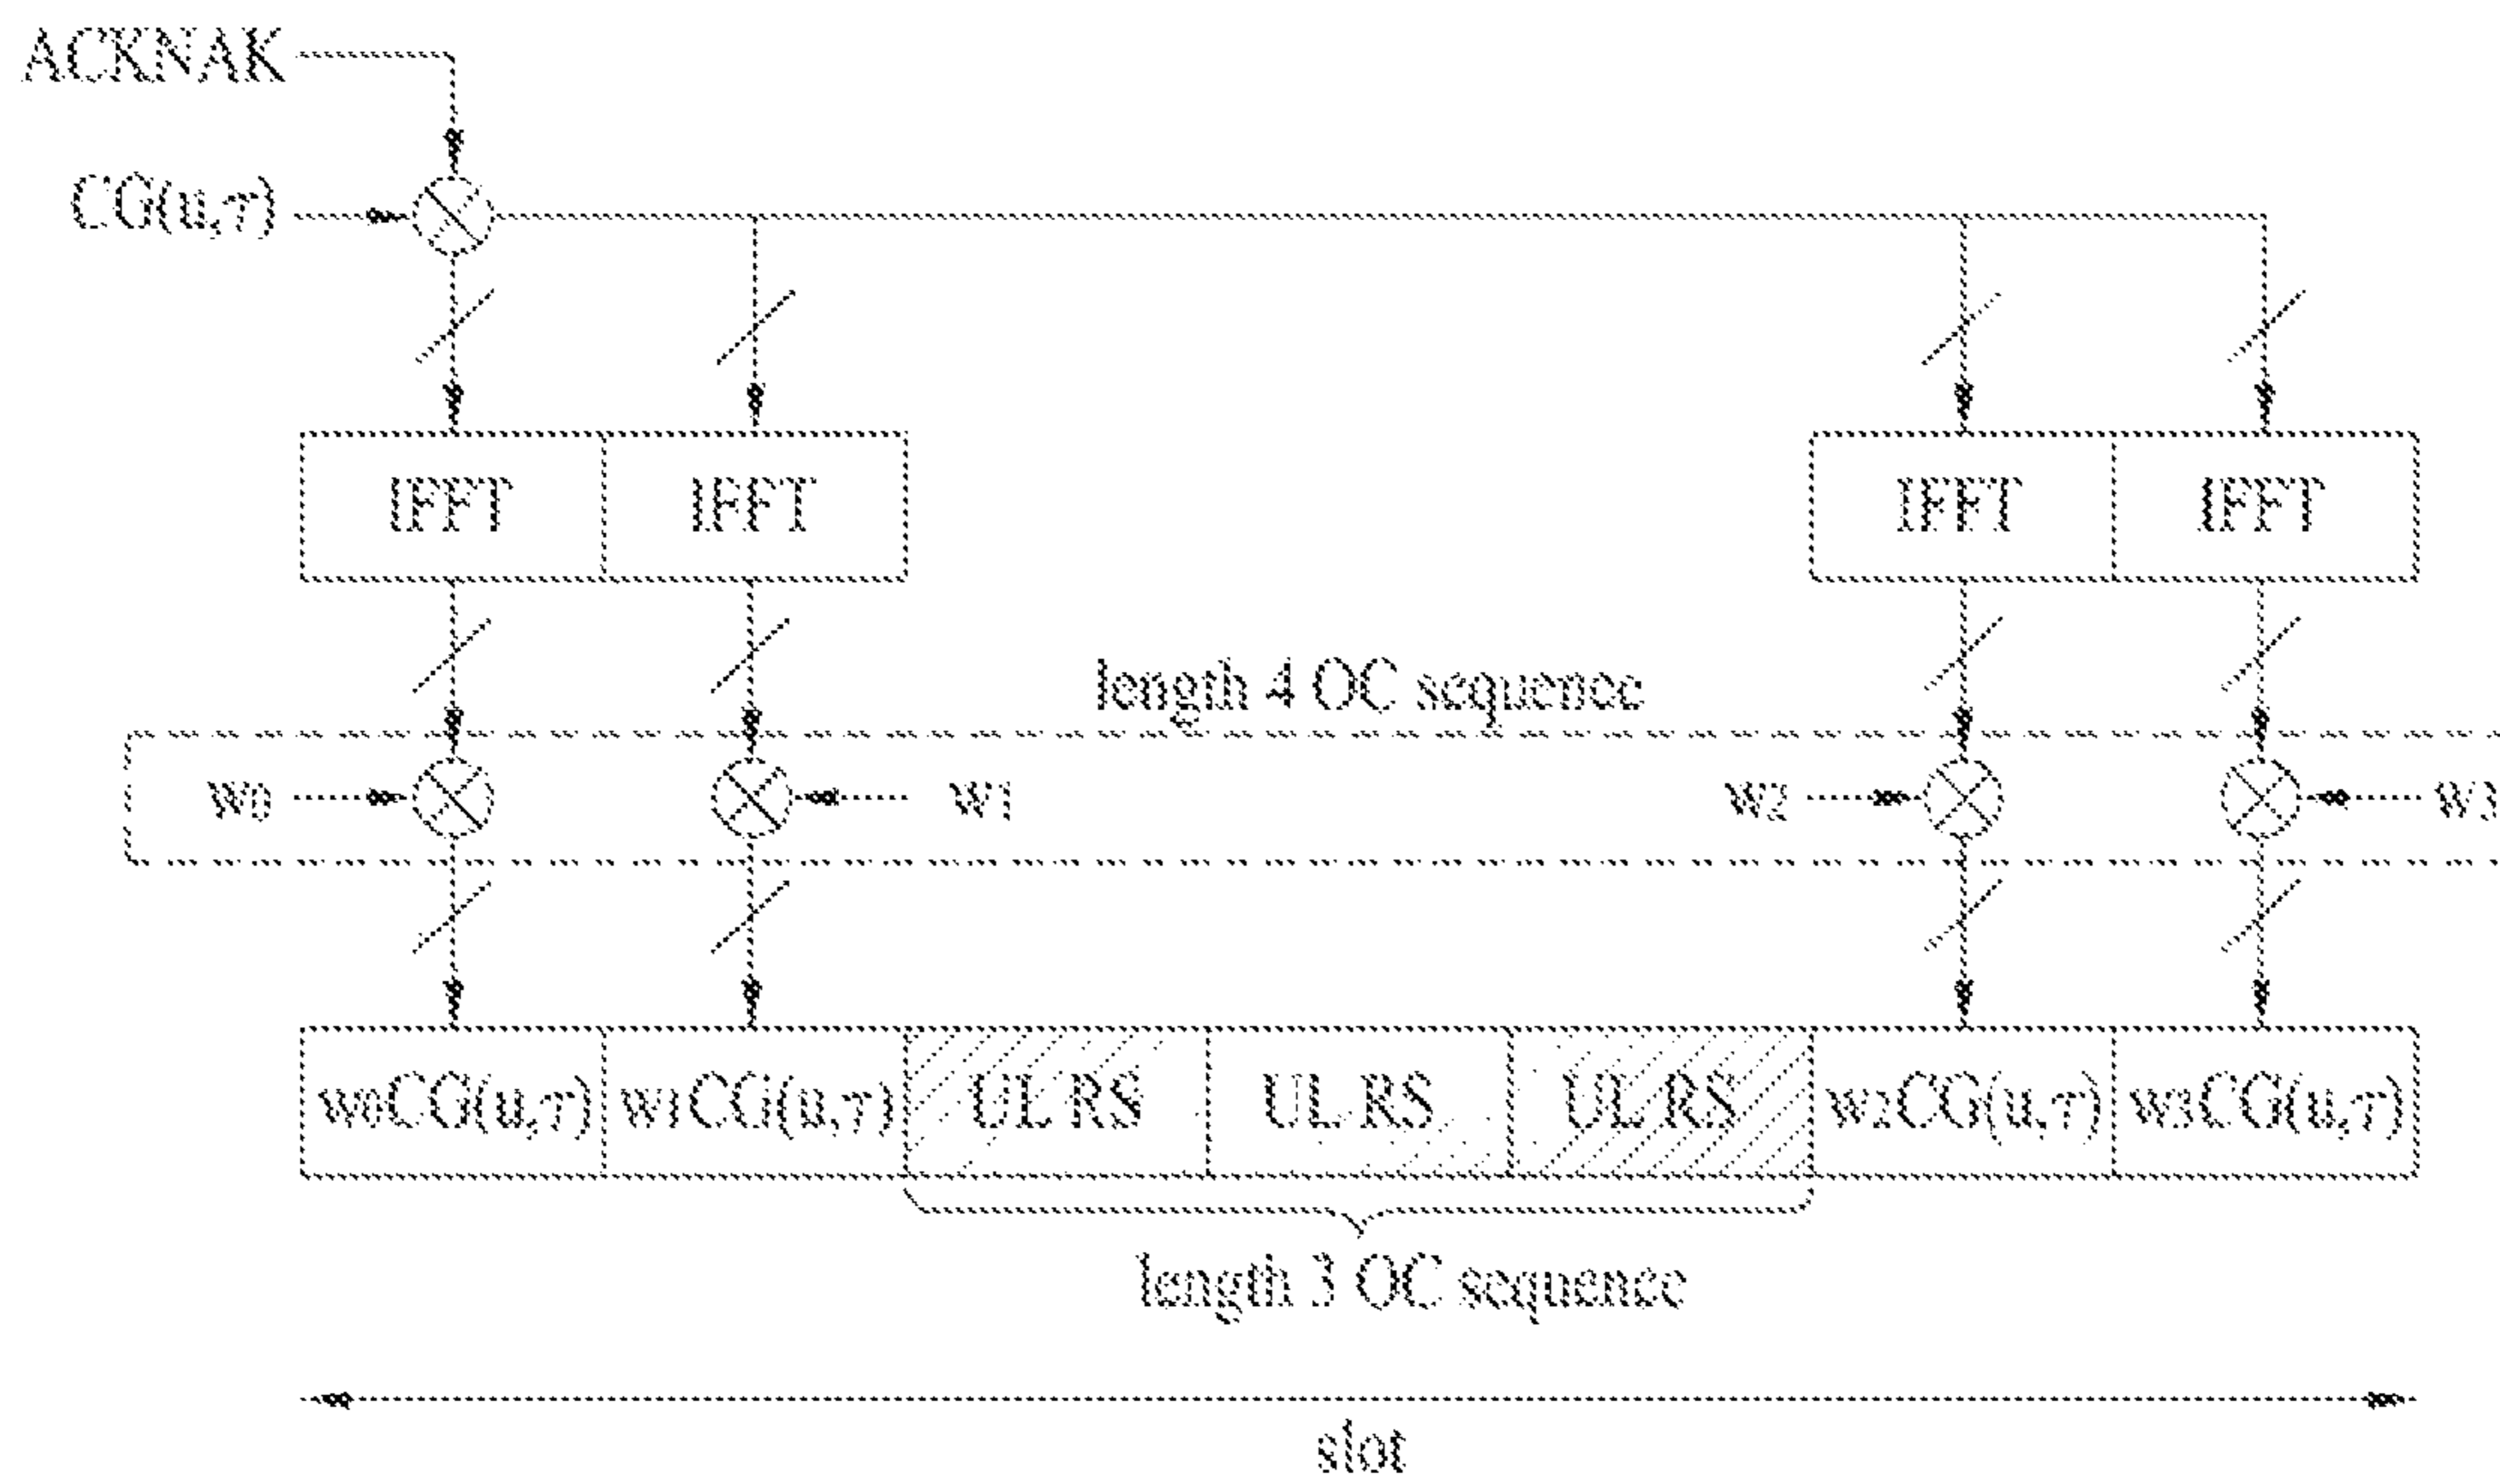 ACKNAK
CG(u,τ)
IFFT IFFT IFFT IFFT
length 4 OC sequence
w0 w1 w2 w3
w0CG(u,τ) w1CG(u,τ) UL RS UL RS UL RS w2CG(u,τ) w3CG(u,τ)
length 3 OC sequence
slot